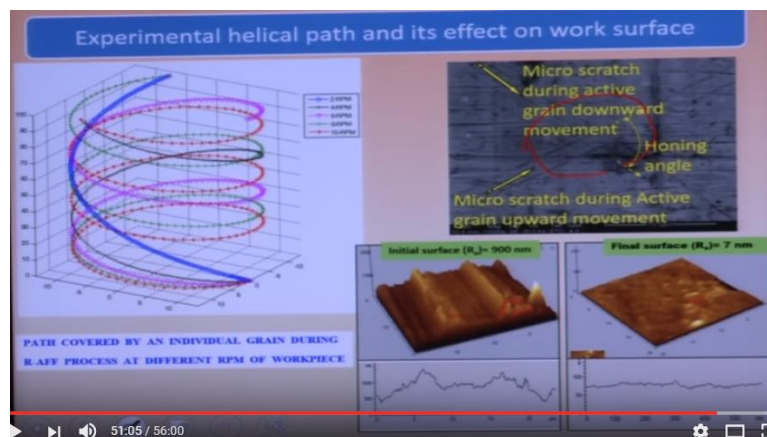 Experimental helical path and its effect on work surface
Micro scratch
during active
grain downward
movement
Honing
angle
Micro scratch during Active
grain upward movement
Initial surface (Ra)= 900 nm
Final surface (Ra)= 7 nm
PATH COVERED BY AN INDIVIDUAL GRAIN DURING
R-AFF PROCESS AT DIFFERENT RPM OF WORKPIECE
51:05 / 56:00